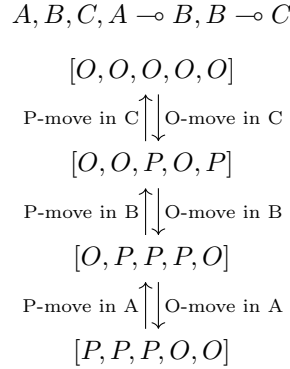 A, B, C, A ⊸ B, B ⊸ C
[O, O, O, O, O]
P-move in C O-move in C
[O, O, P, O, P]
P-move in B O-move in B
[O, P, P, P, O]
P-move in A O-move in A
[P, P, P, O, O]